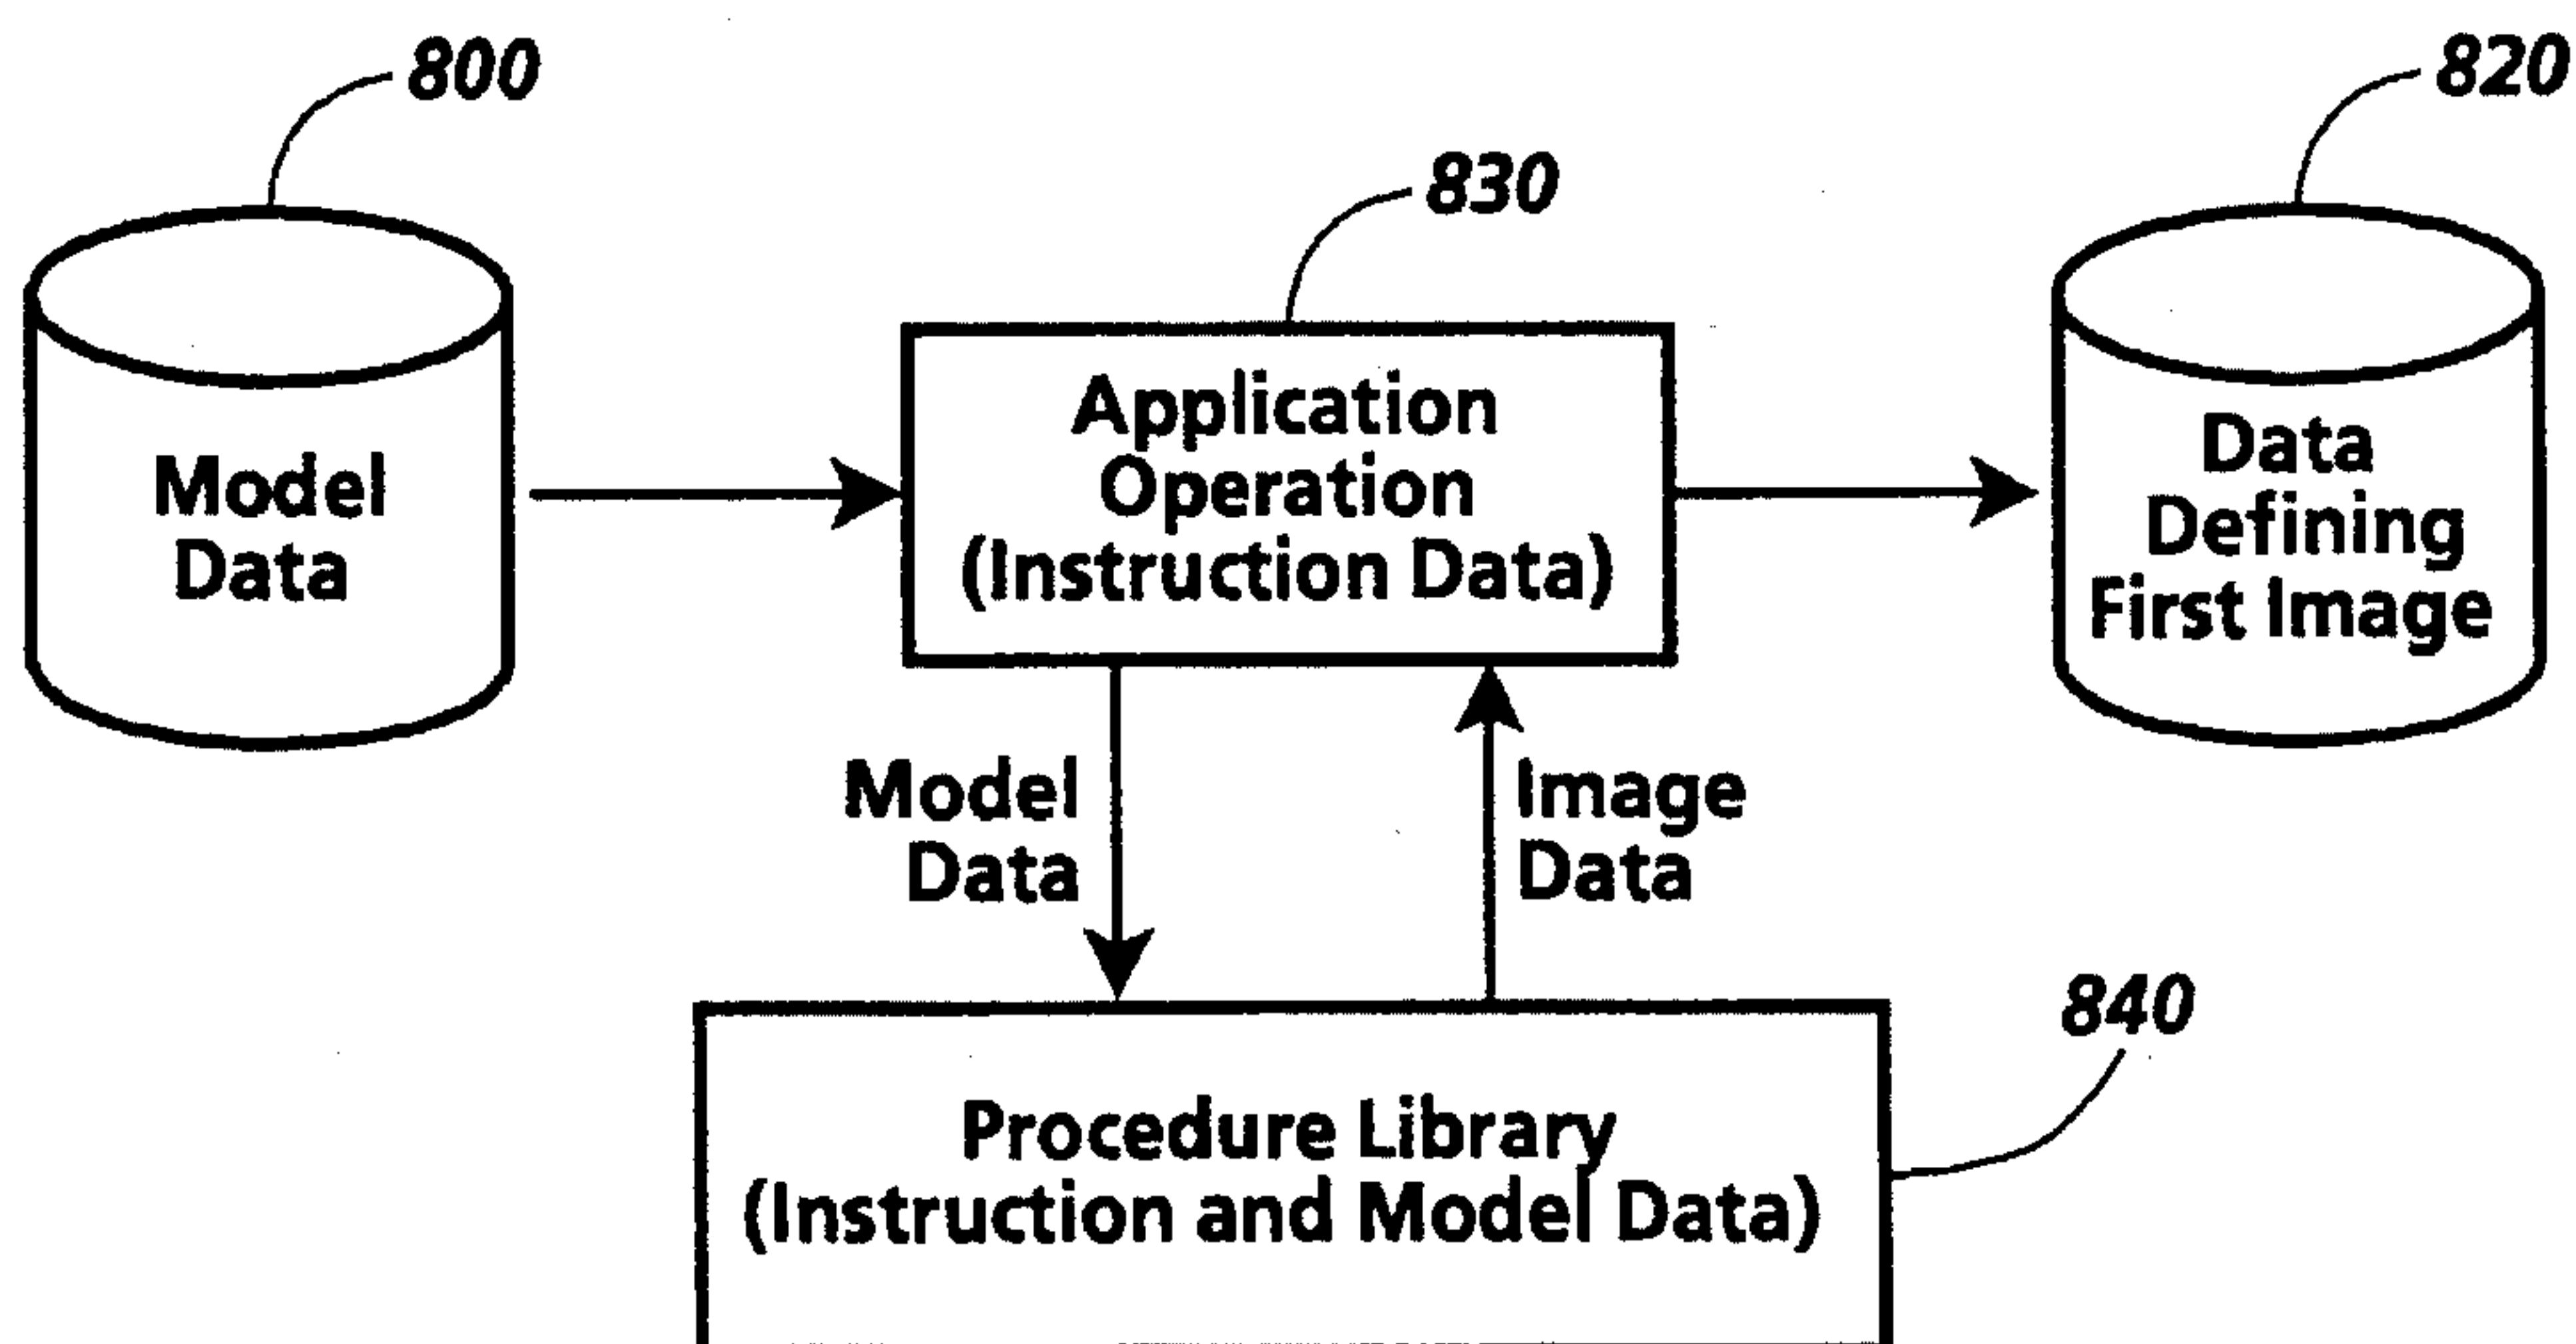 800
820
830
Model
Data
Application
Operation
(Instruction Data)
Data
Defining
First Image
Model
Data
Image
Data
840
Procedure Library
(Instruction and Model Data)